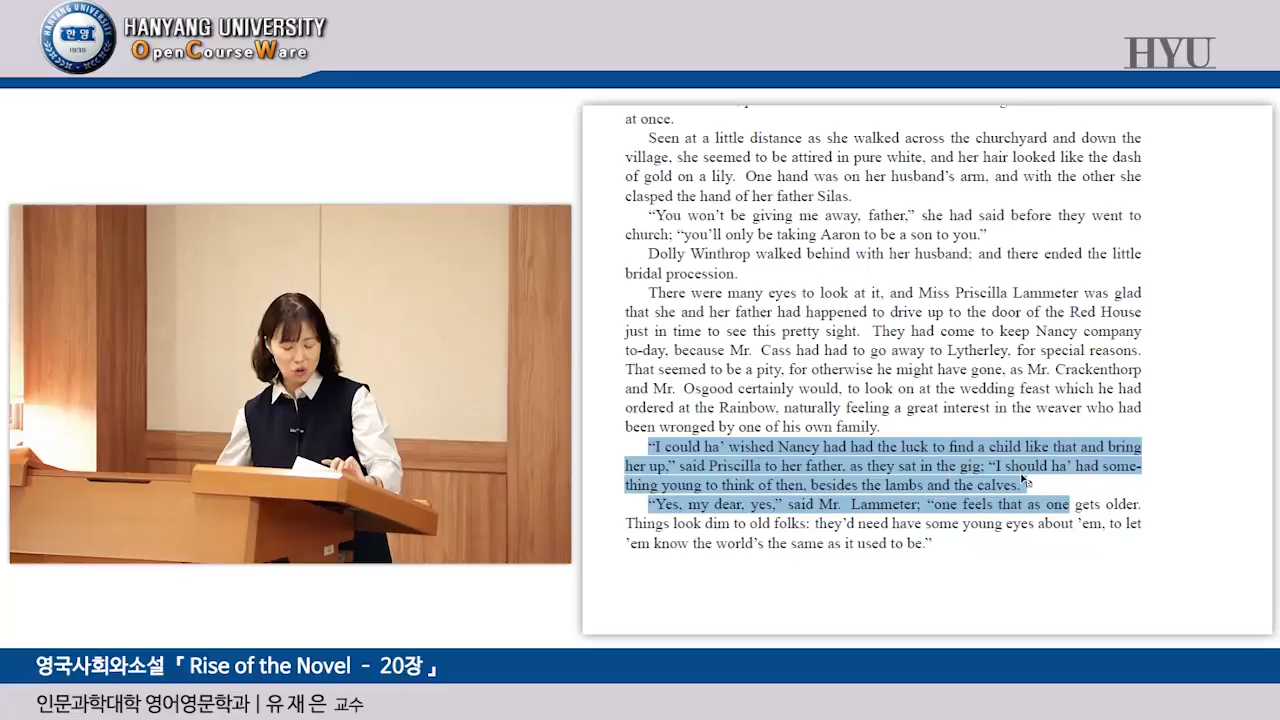 HANYANG UNIVERSITY
OpenCourseWare
HANYANG UNIVERSITY
한양
1939
HYU
at once.
Seen at a little distance as she walked across the churchyard and down the
village, she seemed to be attired in pure white, and her hair looked like the dash
of gold on a lily. One hand was on her husband’s arm, and with the other she
clasped the hand of her father Silas.
“You won’t be giving me away, father,” she had said before they went to
church; “you’ll only be taking Aaron to be a son to you.”
Dolly Winthrop walked behind with her husband; and there ended the little
bridal procession.
There were many eyes to look at it, and Miss Priscilla Lammeter was glad
that she and her father had happened to drive up to the door of the Red House
just in time to see this pretty sight. They had come to keep Nancy company
to-day, because Mr. Cass had had to go away to Lytherley, for special reasons.
That seemed to be a pity, for otherwise he might have gone, as Mr. Crackenthorp
and Mr. Osgood certainly would, to look on at the wedding feast which he had
ordered at the Rainbow, naturally feeling a great interest in the weaver who had
been wronged by one of his own family.
“I could ha’ wished Nancy had had the luck to find a child like that and bring
her up,” said Priscilla to her father, as they sat in the gig; “I should ha’ had some-
thing young to think of then, besides the lambs and the calves.”
“Yes, my dear, yes,” said Mr. Lammeter; “one feels that as one gets older.
Things look dim to old folks: they’d need have some young eyes about ’em, to let
’em know the world’s the same as it used to be.”
영국사회와소설 「 Rise of the Novel - 20장 」
인문과학대학 영어영문학과 | 유 재 은 교수